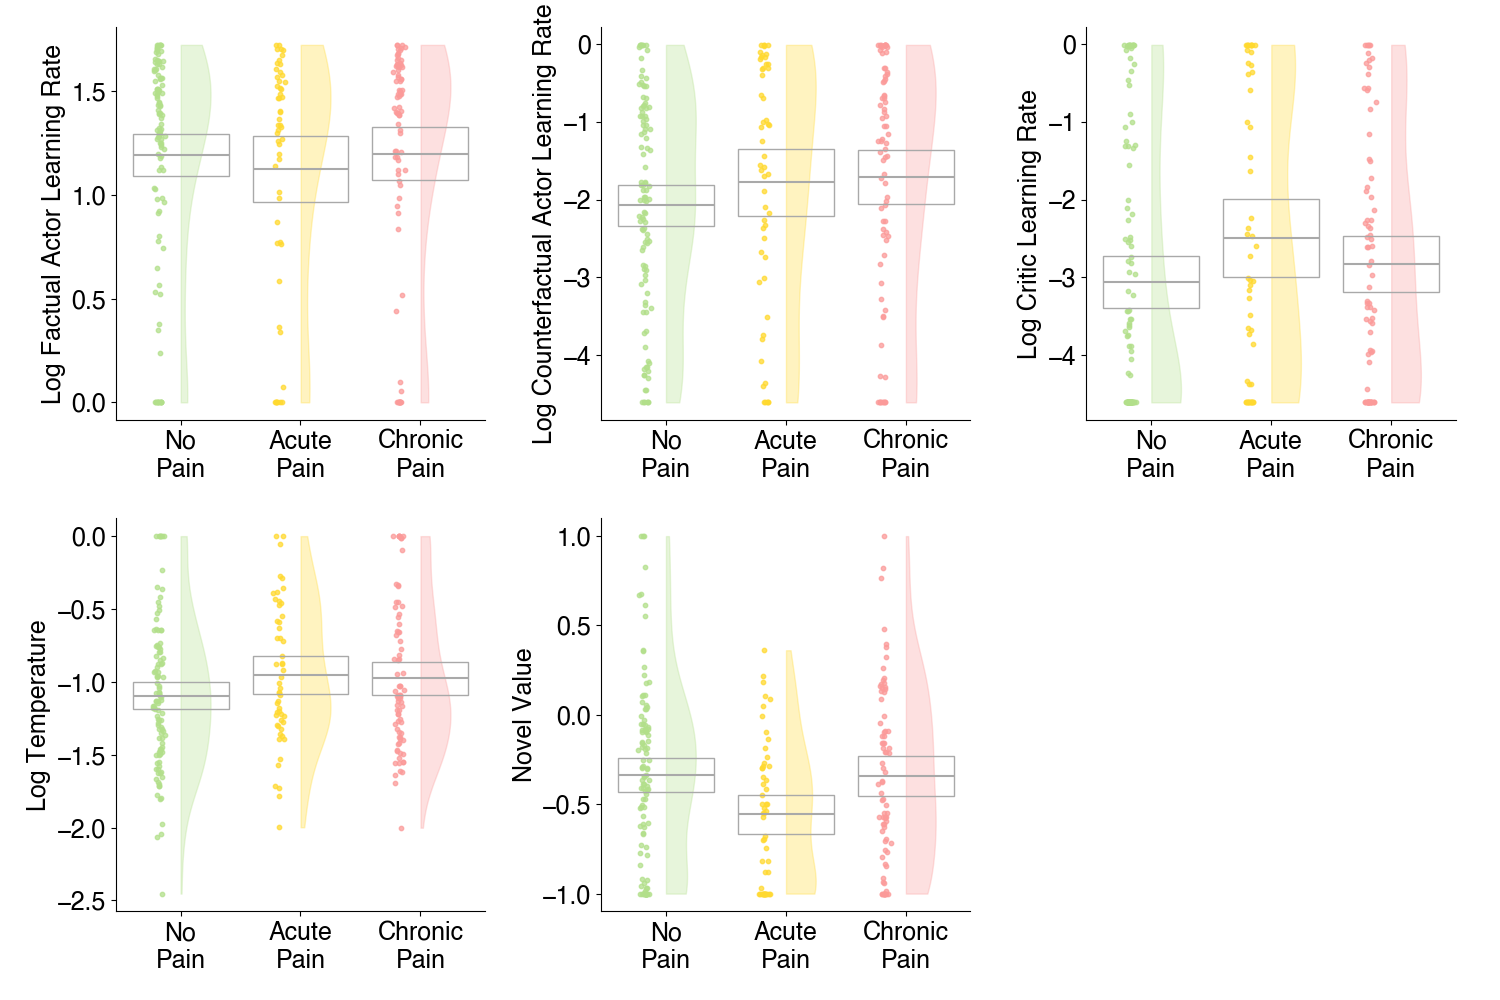 Log Factual Actor Learning Rate
1.5
1.0
0.5
0.0
No
Pain
Acute
Pain
Chronic
Pain
Log Counterfactual Actor Learning Rate
0
−1
−2
−3
−4
No
Pain
Acute
Pain
Chronic
Pain
Log Critic Learning Rate
0
−1
−2
−3
−4
No
Pain
Acute
Pain
Chronic
Pain
Log Temperature
0.0
−0.5
−1.0
−1.5
−2.0
−2.5
No
Pain
Acute
Pain
Chronic
Pain
Novel Value
1.0
0.5
0.0
−0.5
−1.0
No
Pain
Acute
Pain
Chronic
Pain